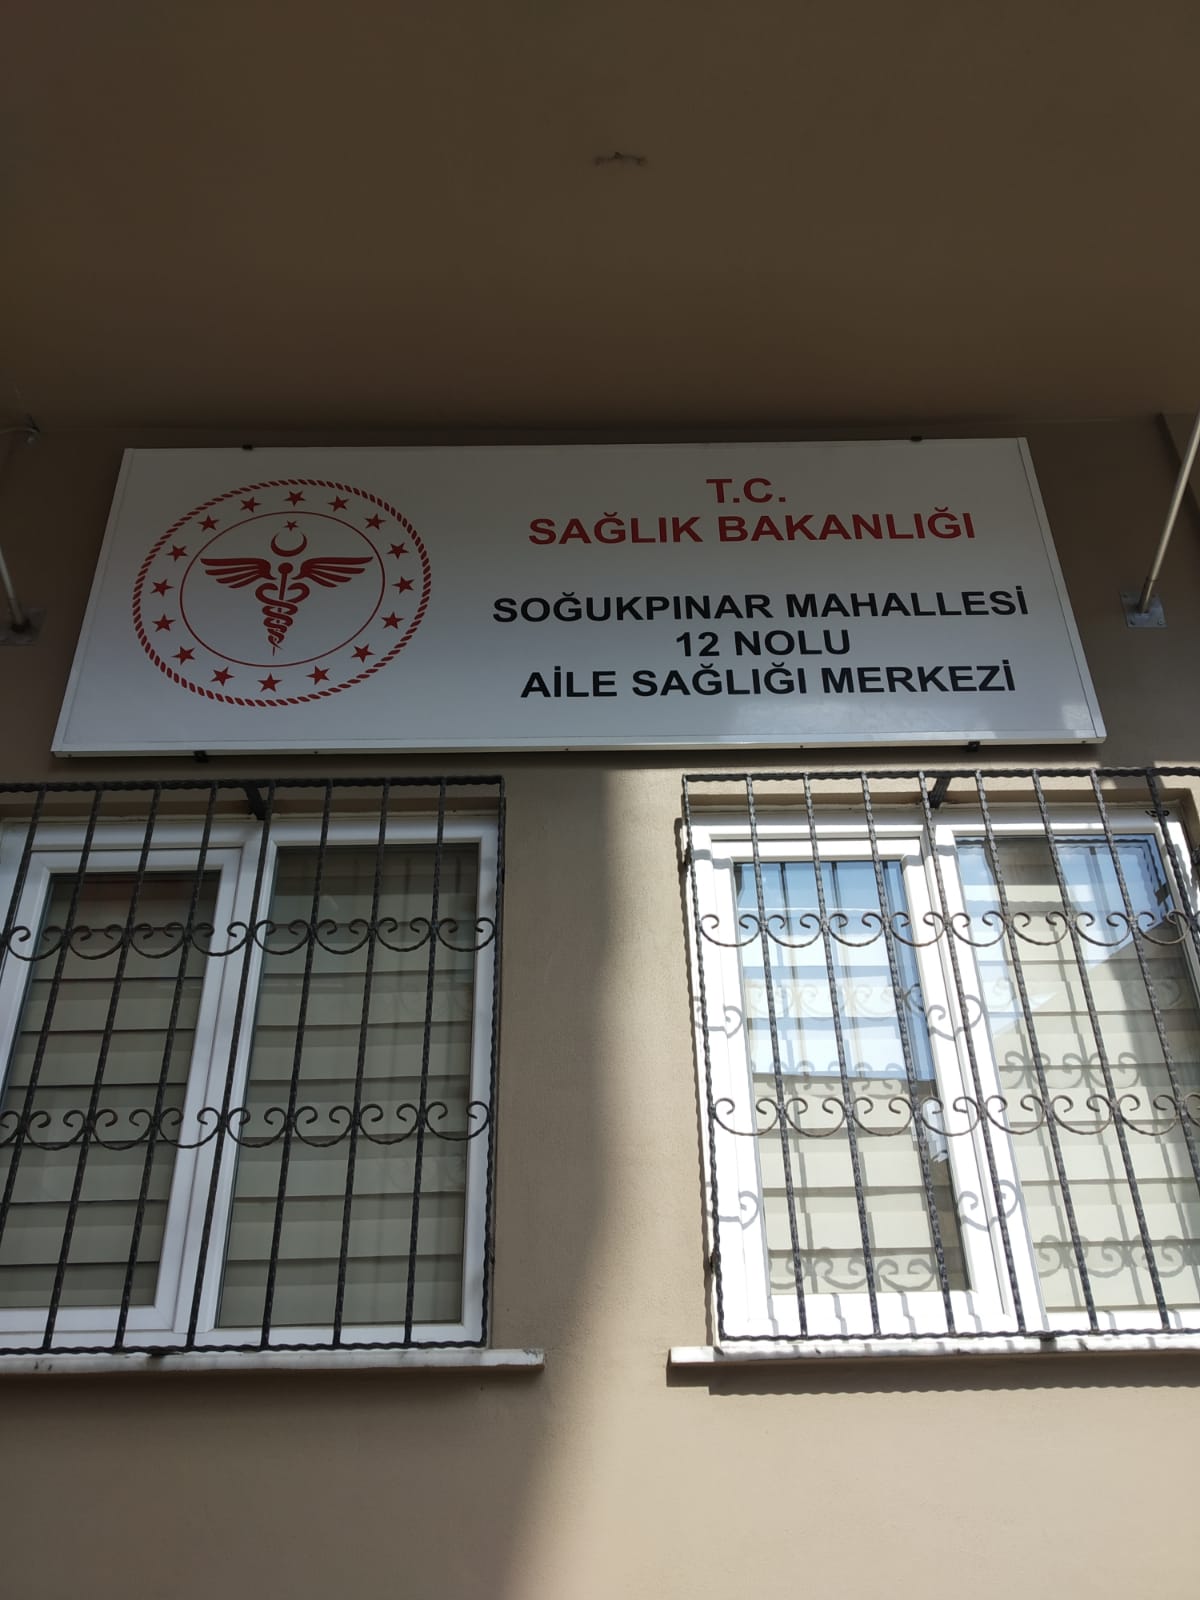 T.C.
SAĞLIK BAKANLIĞI
SOĞUKPINAR MAHALLESİ
12 NOLU
AİLE SAĞLIĞI MERKEZİ